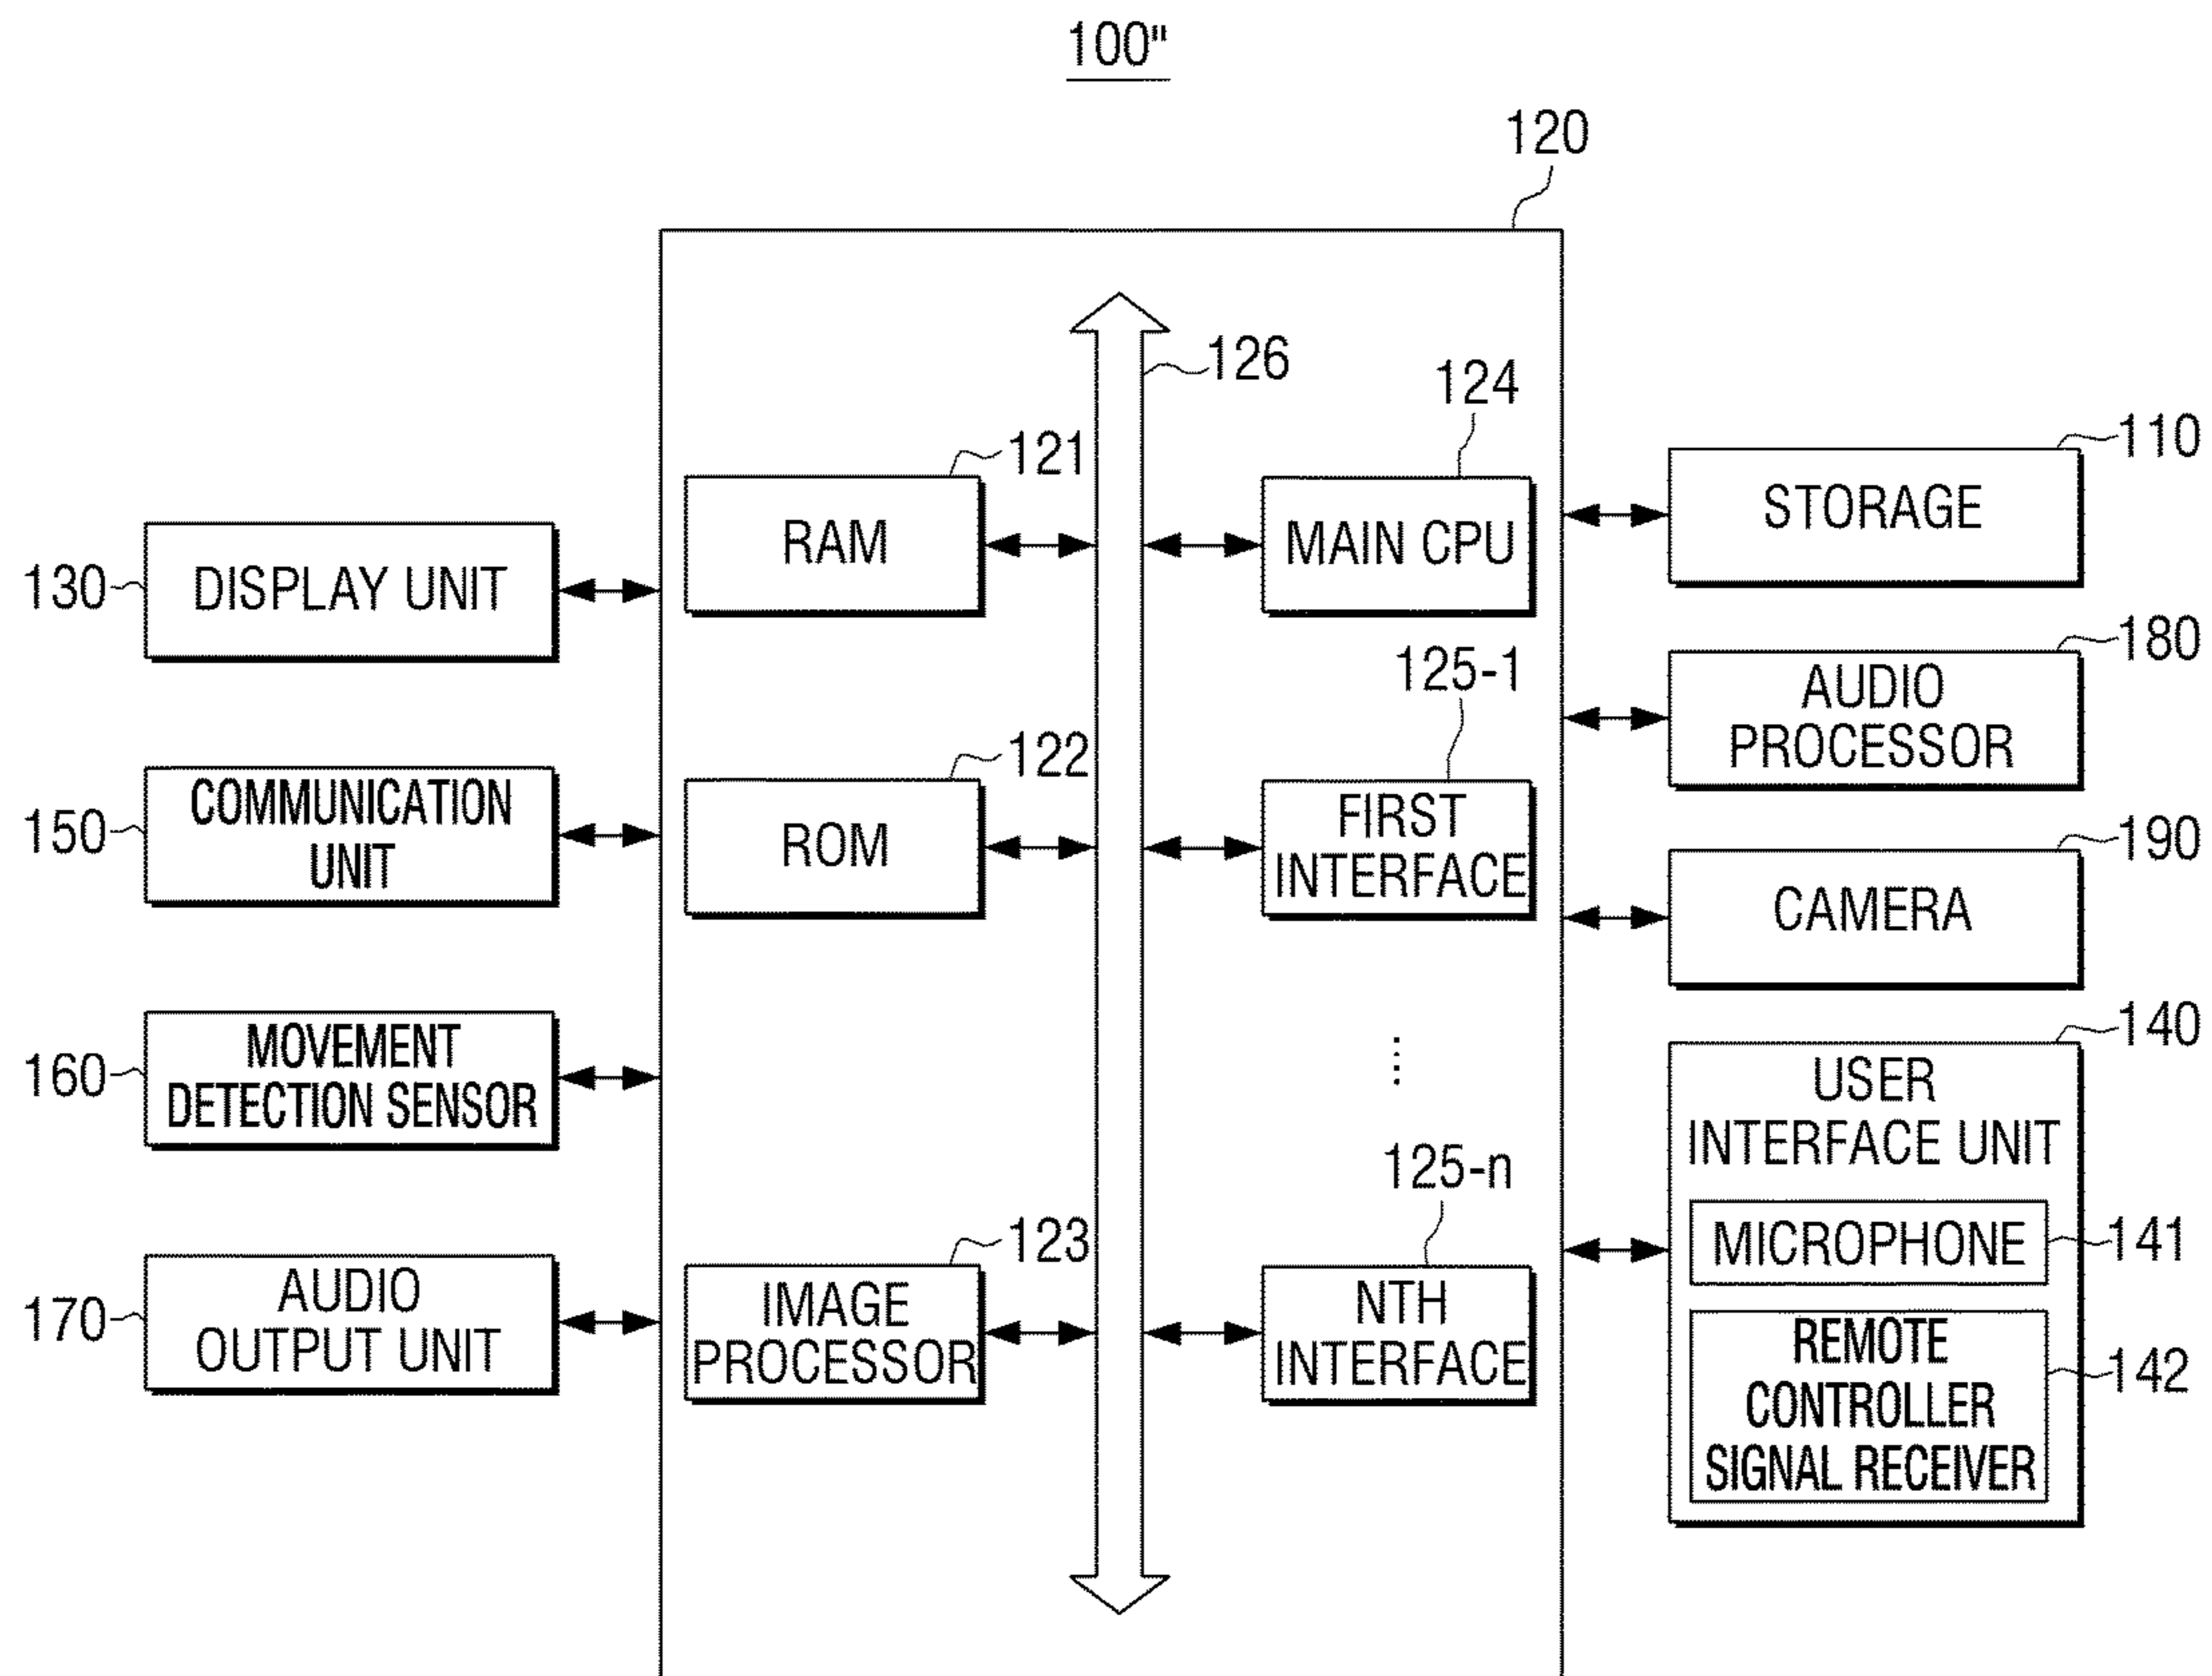 100"
120
126
124
121
RAM
MAIN CPU
110
STORAGE
130
DISPLAY UNIT
180
AUDIO
PROCESSOR
125-1
FIRST
INTERFACE
122
ROM
150
COMMUNICATION
UNIT
190
CAMERA
160
MOVEMENT
DETECTION SENSOR
⋮
140
USER
INTERFACE UNIT
MICROPHONE
141
REMOTE
CONTROLLER
SIGNAL RECEIVER
142
125-n
NTH
INTERFACE
123
IMAGE
PROCESSOR
170
AUDIO
OUTPUT UNIT